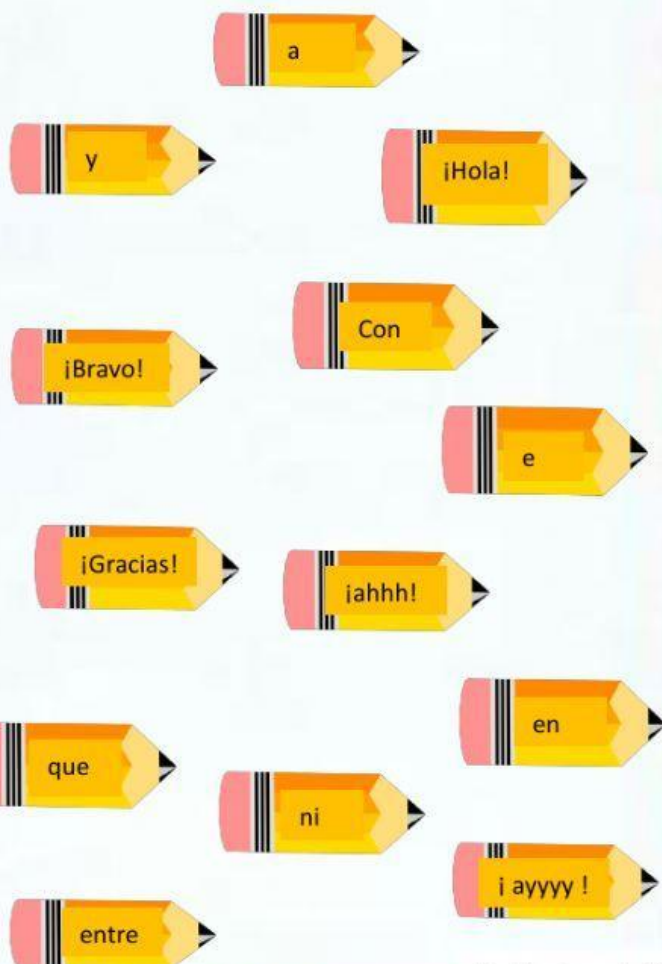 a
y
¡Hola!
Con
¡Bravo!
e
¡Gracias!
¡ahhh!
en
que
ni
¡ ayyyy !
entre